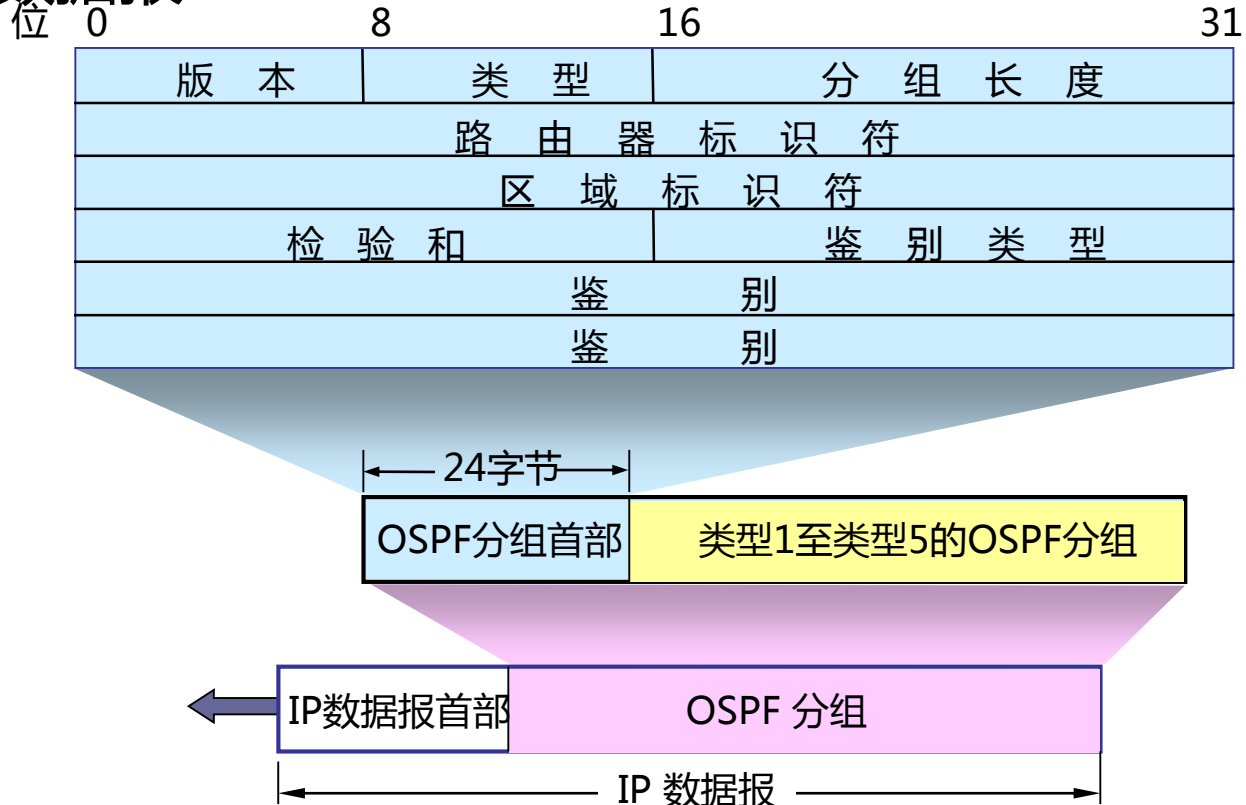 位 0 8 16 31
版 本 类 型 分 组 长 度
路 由 器 标 识 符
区 域 标 识 符
检 验 和 鉴 别 类 型
鉴 别
鉴 别
24字节
OSPF分组首部 类型1至类型5的OSPF分组
IP数据报首部 OSPF 分组
IP 数据报